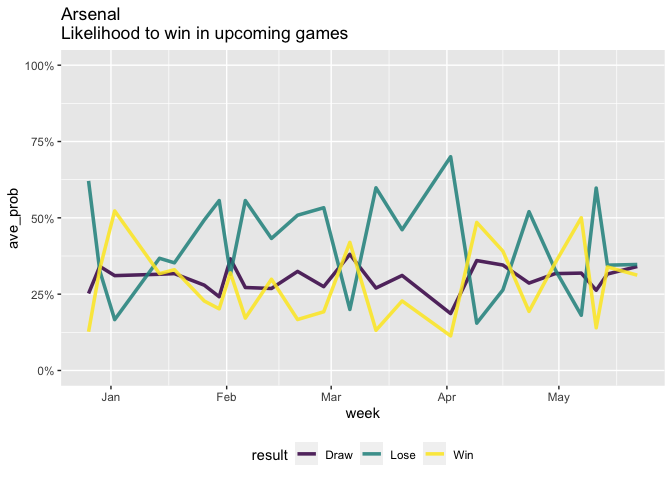 Arsenal
Likelihood to win in upcoming games
100%
75%
50%
25%
0%
ave_prob
Jan Feb Mar Apr May
week
result Draw Lose Win